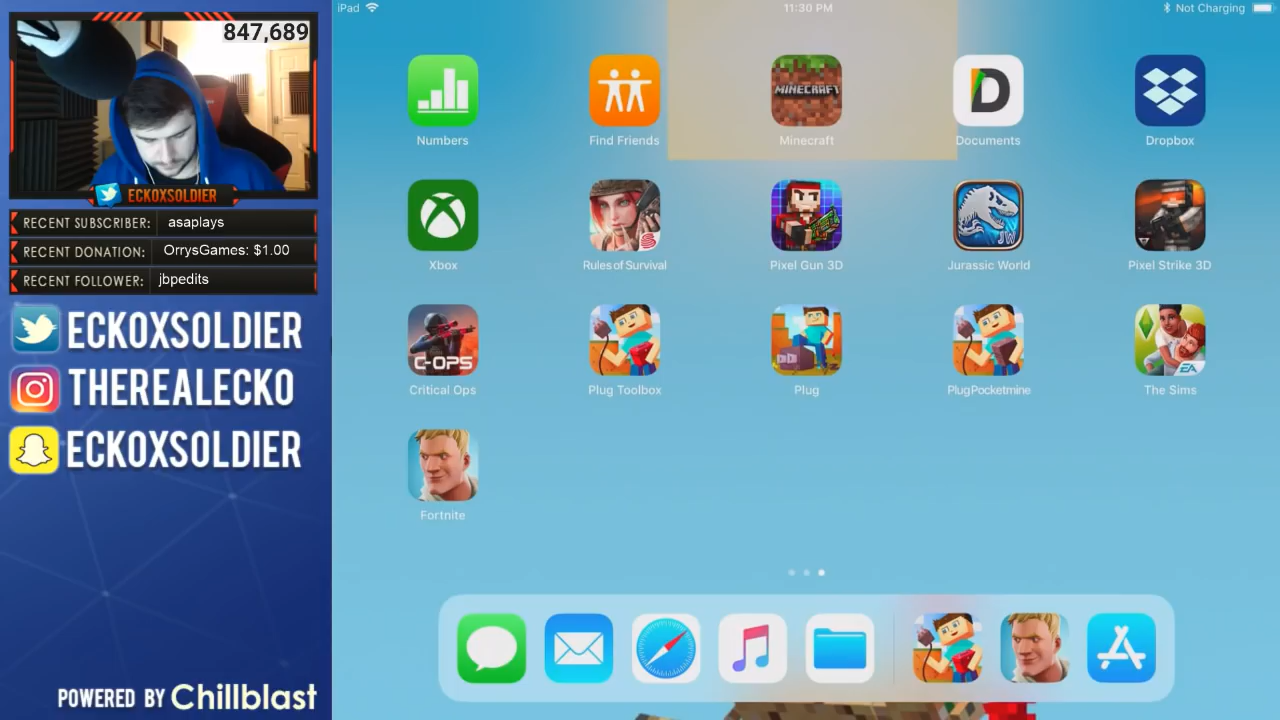 847,689
ECKOXSOLDIER
RECENT SUBSCRIBER: asaplays
RECENT DONATION: OrrysGames: $1.00
RECENT FOLLOWER: jbpedits
ECKOXSOLDIER
THEREALECKO
ECKOXSOLDIER
POWERED BY Chillblast
iPad 11:30 PM Not Charging
MINECRAFT
Numbers Find Friends Minecraft Documents Dropbox
JW
Xbox Rules of Survival Pixel Gun 3D Jurassic World Pixel Strike 3D
C-OPS EA
Critical Ops Plug Toolbox Plug PlugPocketmine The Sims
Fortnite